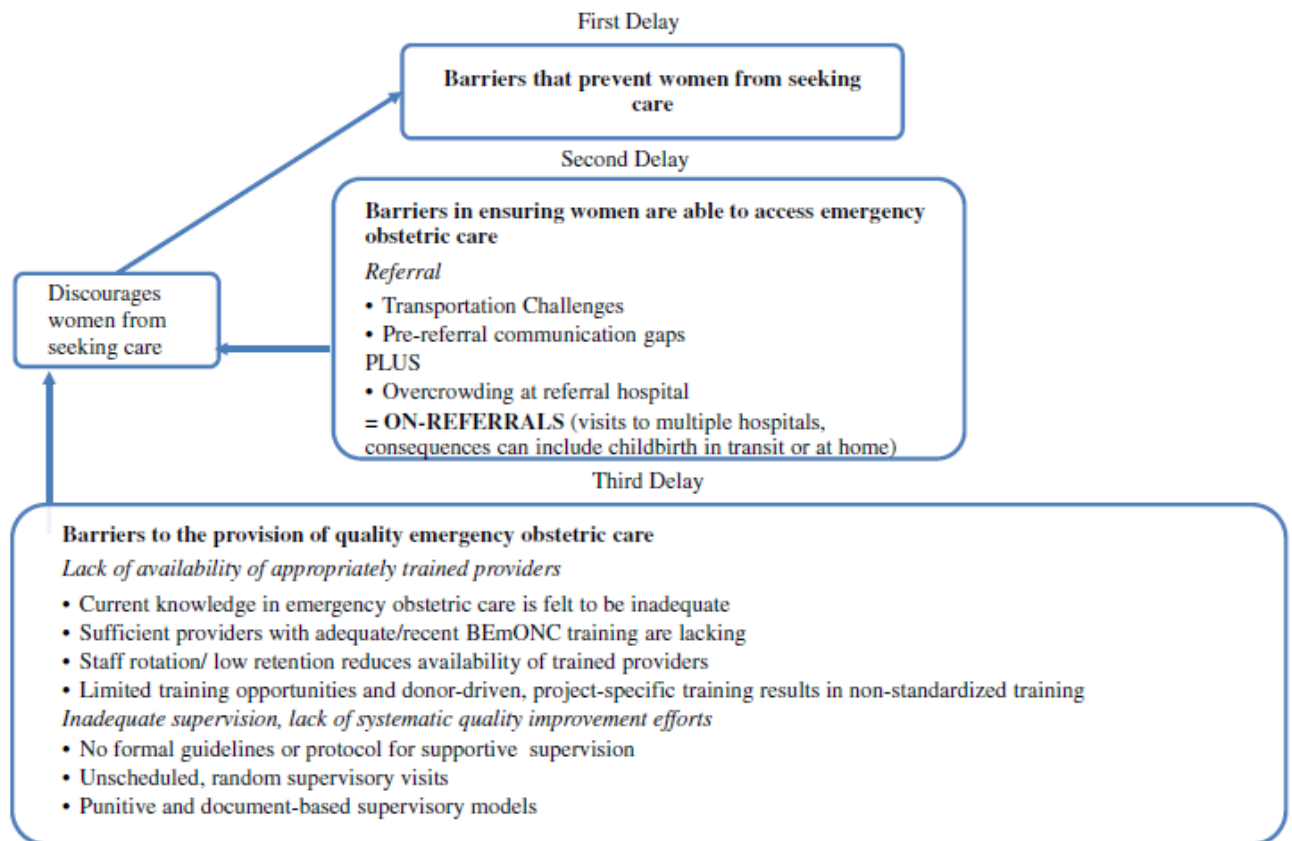 First Delay
Barriers that prevent women from seeking
care
Second Delay
Barriers in ensuring women are able to access emergency
obstetric care
Referral
• Transportation Challenges
• Pre-referral communication gaps
PLUS
• Overcrowding at referral hospital
= ON-REFERRALS (visits to multiple hospitals,
consequences can include childbirth in transit or at home)
Discourages
women from
seeking care
Third Delay
Barriers to the provision of quality emergency obstetric care
Lack of availability of appropriately trained providers
• Current knowledge in emergency obstetric care is felt to be inadequate
• Sufficient providers with adequate/recent BEmONC training are lacking
• Staff rotation/ low retention reduces availability of trained providers
• Limited training opportunities and donor-driven, project-specific training results in non-standardized training
Inadequate supervision, lack of systematic quality improvement efforts
• No formal guidelines or protocol for supportive supervision
• Unscheduled, random supervisory visits
• Punitive and document-based supervisory models